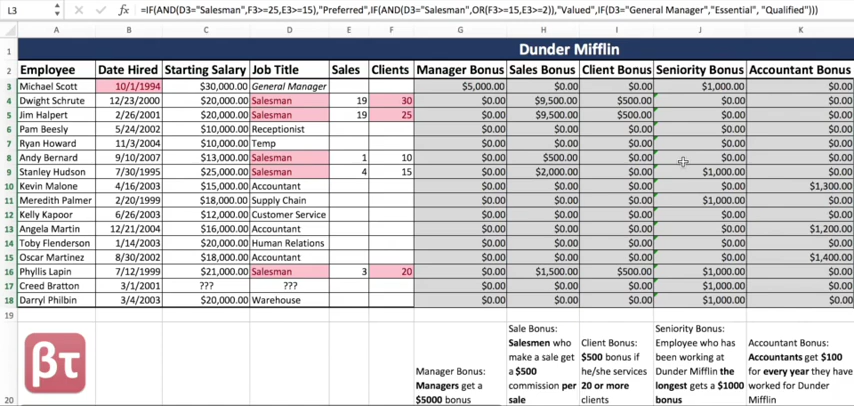 L3 fx =IF(AND(D3="Salesman",F3>=25,E3>=15),"Preferred",IF(AND(D3="Salesman",OR(F3>=15,E3>=2)),"Valued",IF(D3="General Manager","Essential", "Qualified")))
A B C D E F G H I J K
1 Dunder Mifflin
2 Employee Date Hired Starting Salary Job Title Sales Clients Manager Bonus Sales Bonus Client Bonus Seniority Bonus Accountant Bonus
3 Michael Scott 10/1/1994 $30,000.00 General Manager $5,000.00 $0.00 $0.00 $1,000.00 $0.00
4 Dwight Schrute 12/23/2000 $20,000.00 Salesman 19 30 $0.00 $9,500.00 $500.00 $0.00 $0.00
5 Jim Halpert 2/26/2001 $20,000.00 Salesman 19 25 $0.00 $9,500.00 $500.00 $0.00 $0.00
6 Pam Beesly 5/24/2002 $10,000.00 Receptionist $0.00 $0.00 $0.00 $0.00 $0.00
7 Ryan Howard 11/3/2004 $10,000.00 Temp $0.00 $0.00 $0.00 $0.00 $0.00
8 Andy Bernard 9/10/2007 $13,000.00 Salesman 1 10 $0.00 $500.00 $0.00 $0.00 $0.00
9 Stanley Hudson 7/30/1995 $25,000.00 Salesman 4 15 $0.00 $2,000.00 $0.00 $1,000.00 $0.00
10 Kevin Malone 4/16/2003 $15,000.00 Accountant $0.00 $0.00 $0.00 $0.00 $1,300.00
11 Meredith Palmer 2/20/1999 $18,000.00 Supply Chain $0.00 $0.00 $0.00 $1,000.00 $0.00
12 Kelly Kapoor 6/26/2003 $12,000.00 Customer Service $0.00 $0.00 $0.00 $0.00 $0.00
13 Angela Martin 12/21/2004 $16,000.00 Accountant $0.00 $0.00 $0.00 $0.00 $1,200.00
14 Toby Flenderson 1/14/2003 $20,000.00 Human Relations $0.00 $0.00 $0.00 $0.00 $0.00
15 Oscar Martinez 8/30/2002 $18,000.00 Accountant $0.00 $0.00 $0.00 $0.00 $1,400.00
16 Phyllis Lapin 7/12/1999 $21,000.00 Salesman 3 20 $0.00 $1,500.00 $500.00 $1,000.00 $0.00
17 Creed Bratton 3/1/2001 ??? ??? $0.00 $0.00 $0.00 $1,000.00 $0.00
18 Darryl Philbin 3/4/2003 $20,000.00 Warehouse $0.00 $0.00 $0.00 $1,000.00 $0.00
19
20
βτ
Manager Bonus:
Managers get a
$5000 bonus
Sale Bonus:
Salesmen who
make a sale get
a $500
commission per
sale
Client Bonus:
$500 bonus if
he/she services
20 or more
clients
Seniority Bonus:
Employee who has
been working at
Dunder Mifflin the
longest gets a $1000
bonus
Accountant Bonus:
Accountants get $100
for every year they have
worked for Dunder
Mifflin